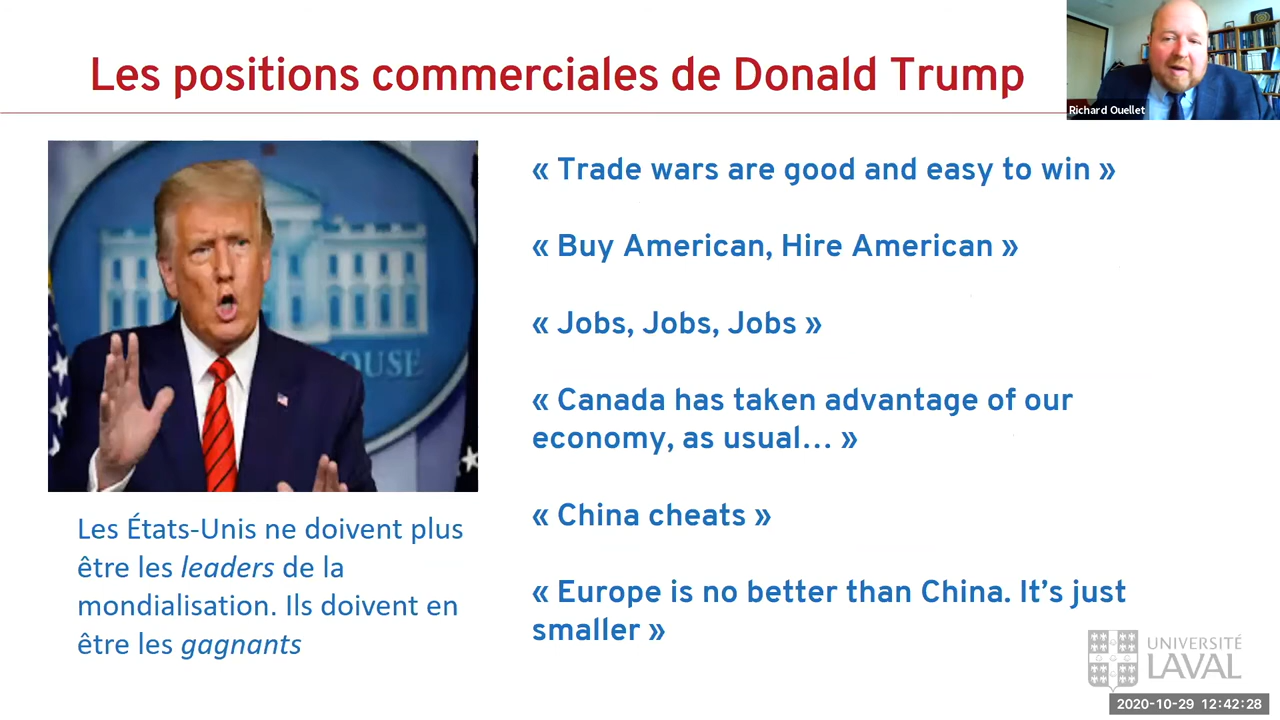 Les positions commerciales de Donald Trump
Richard Ouellet
« Trade wars are good and easy to win »
« Buy American, Hire American »
« Jobs, Jobs, Jobs »
« Canada has taken advantage of our
economy, as usual… »
« China cheats »
« Europe is no better than China. It’s just
smaller »
OUSE
Les États-Unis ne doivent plus
être les leaders de la
mondialisation. Ils doivent en
être les gagnants
UNIVERSITÉ
LAVAL
2020-10-29 12:42:28